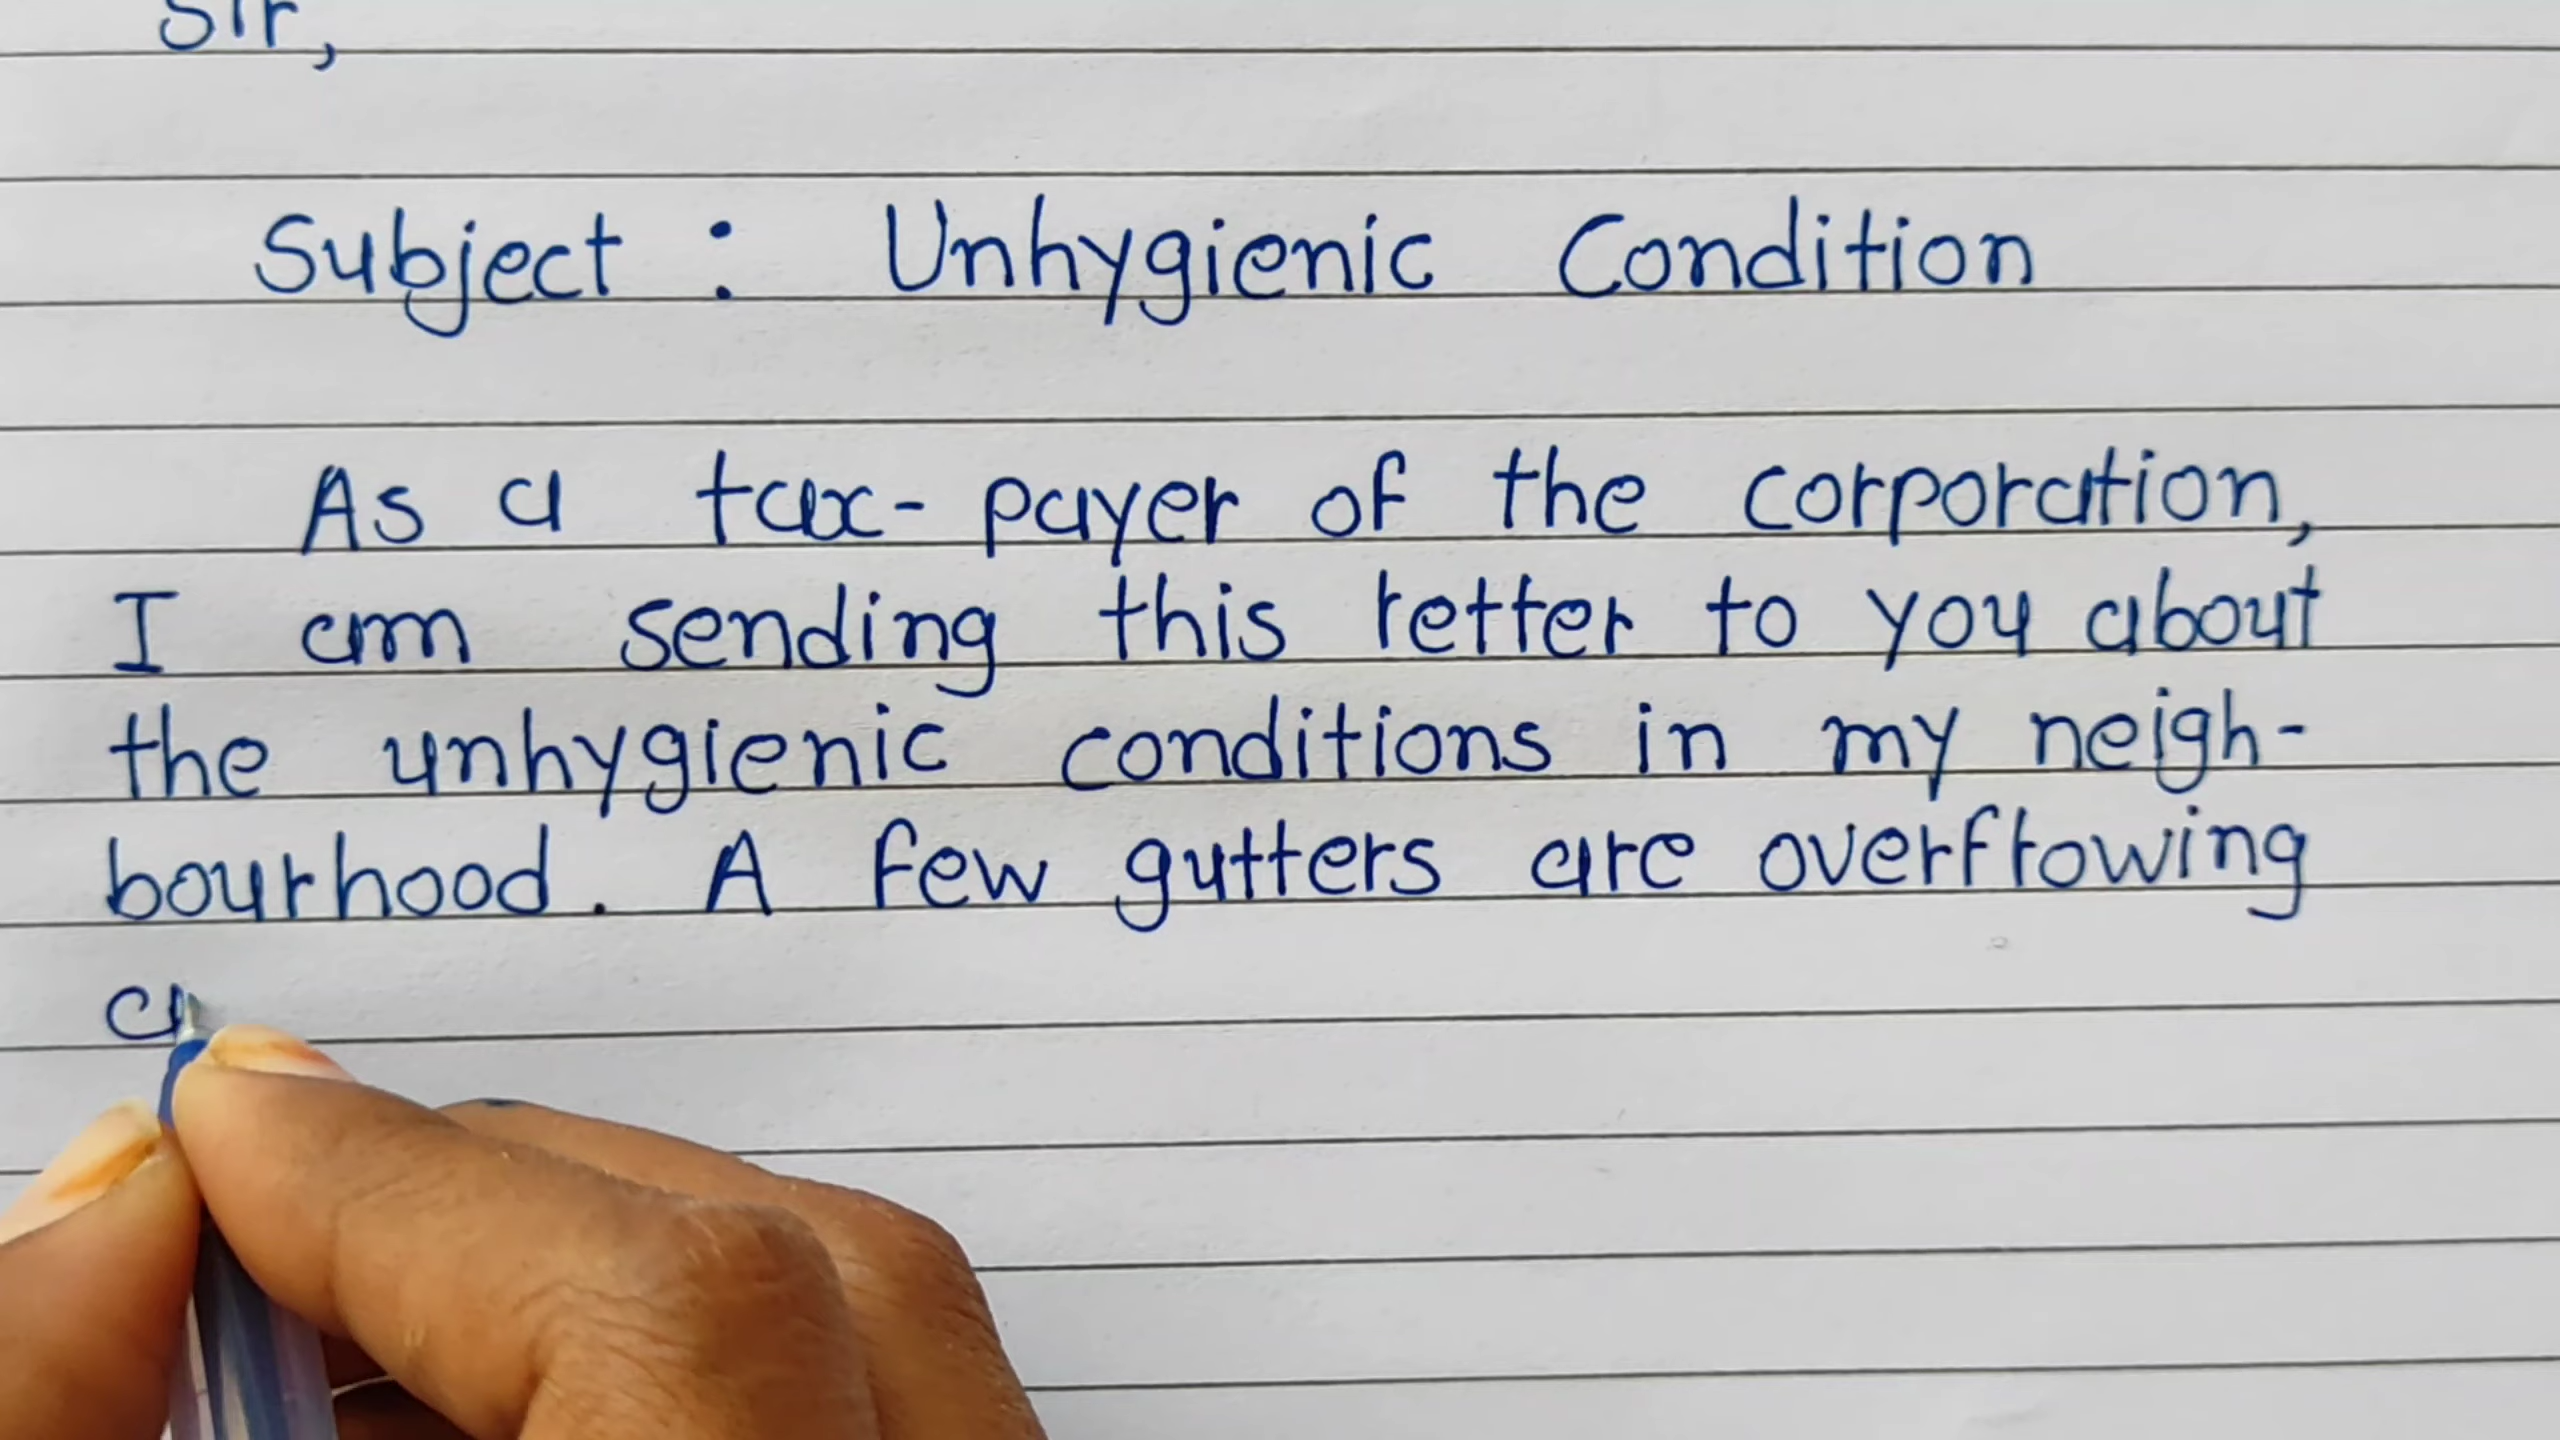 Sir,
Subject : Unhygienic Condition
As a tax-payer of the corporation,
I am sending this letter to you about
the unhygienic conditions in my neigh-
bourhood. A few gutters are overflowing
a